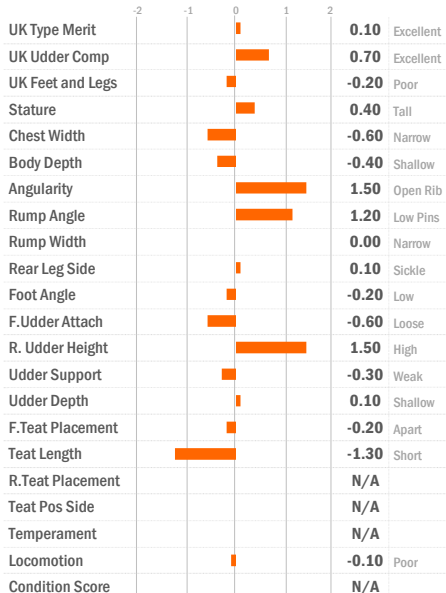 -2 -1 0 1 2
UK Type Merit 0.10 Excellent
UK Udder Comp 0.70 Excellent
UK Feet and Legs -0.20 Poor
Stature 0.40 Tall
Chest Width -0.60 Narrow
Body Depth -0.40 Shallow
Angularity 1.50 Open Rib
Rump Angle 1.20 Low Pins
Rump Width 0.00 Narrow
Rear Leg Side 0.10 Sickle
Foot Angle -0.20 Low
F.Udder Attach -0.60 Loose
R. Udder Height 1.50 High
Udder Support -0.30 Weak
Udder Depth 0.10 Shallow
F.Teat Placement -0.20 Apart
Teat Length -1.30 Short
R.Teat Placement N/A
Teat Pos Side N/A
Temperament N/A
Locomotion -0.10 Poor
Condition Score N/A